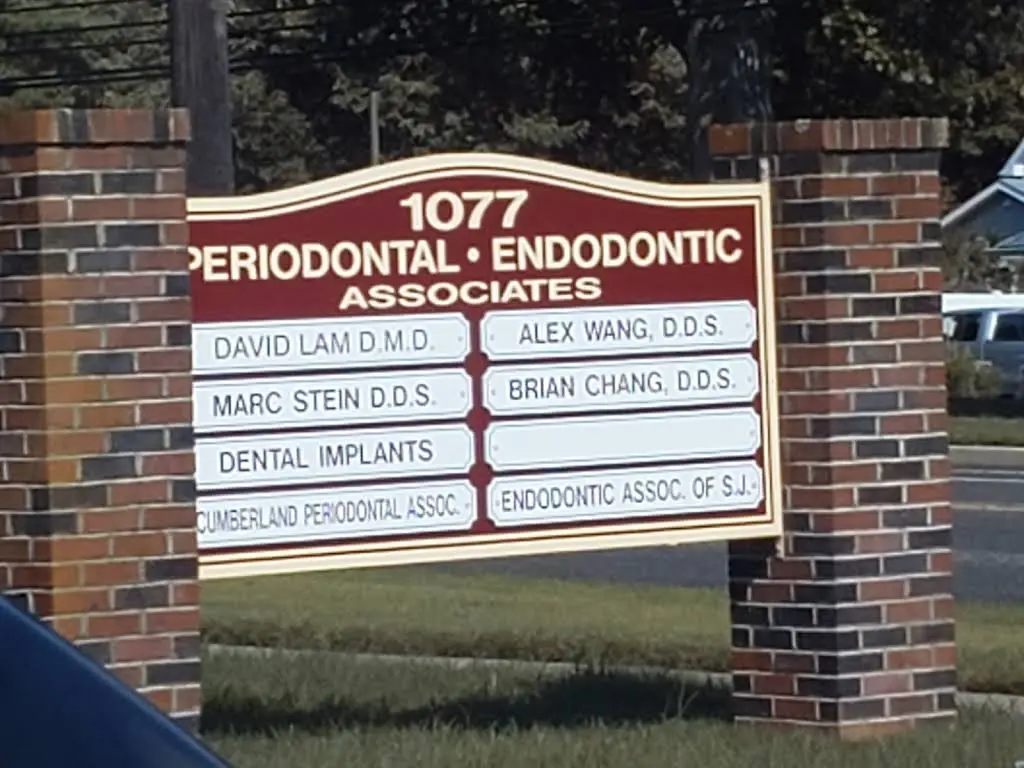 1077
PERIODONTAL • ENDODONTIC
ASSOCIATES
DAVID LAM D.M.D.
MARC STEIN D.D.S.
DENTAL IMPLANTS
CUMBERLAND PERIODONTAL ASSOC.
ALEX WANG, D.D.S.
BRIAN CHANG, D.D.S.
ENDODONTIC ASSOC. OF S.J.